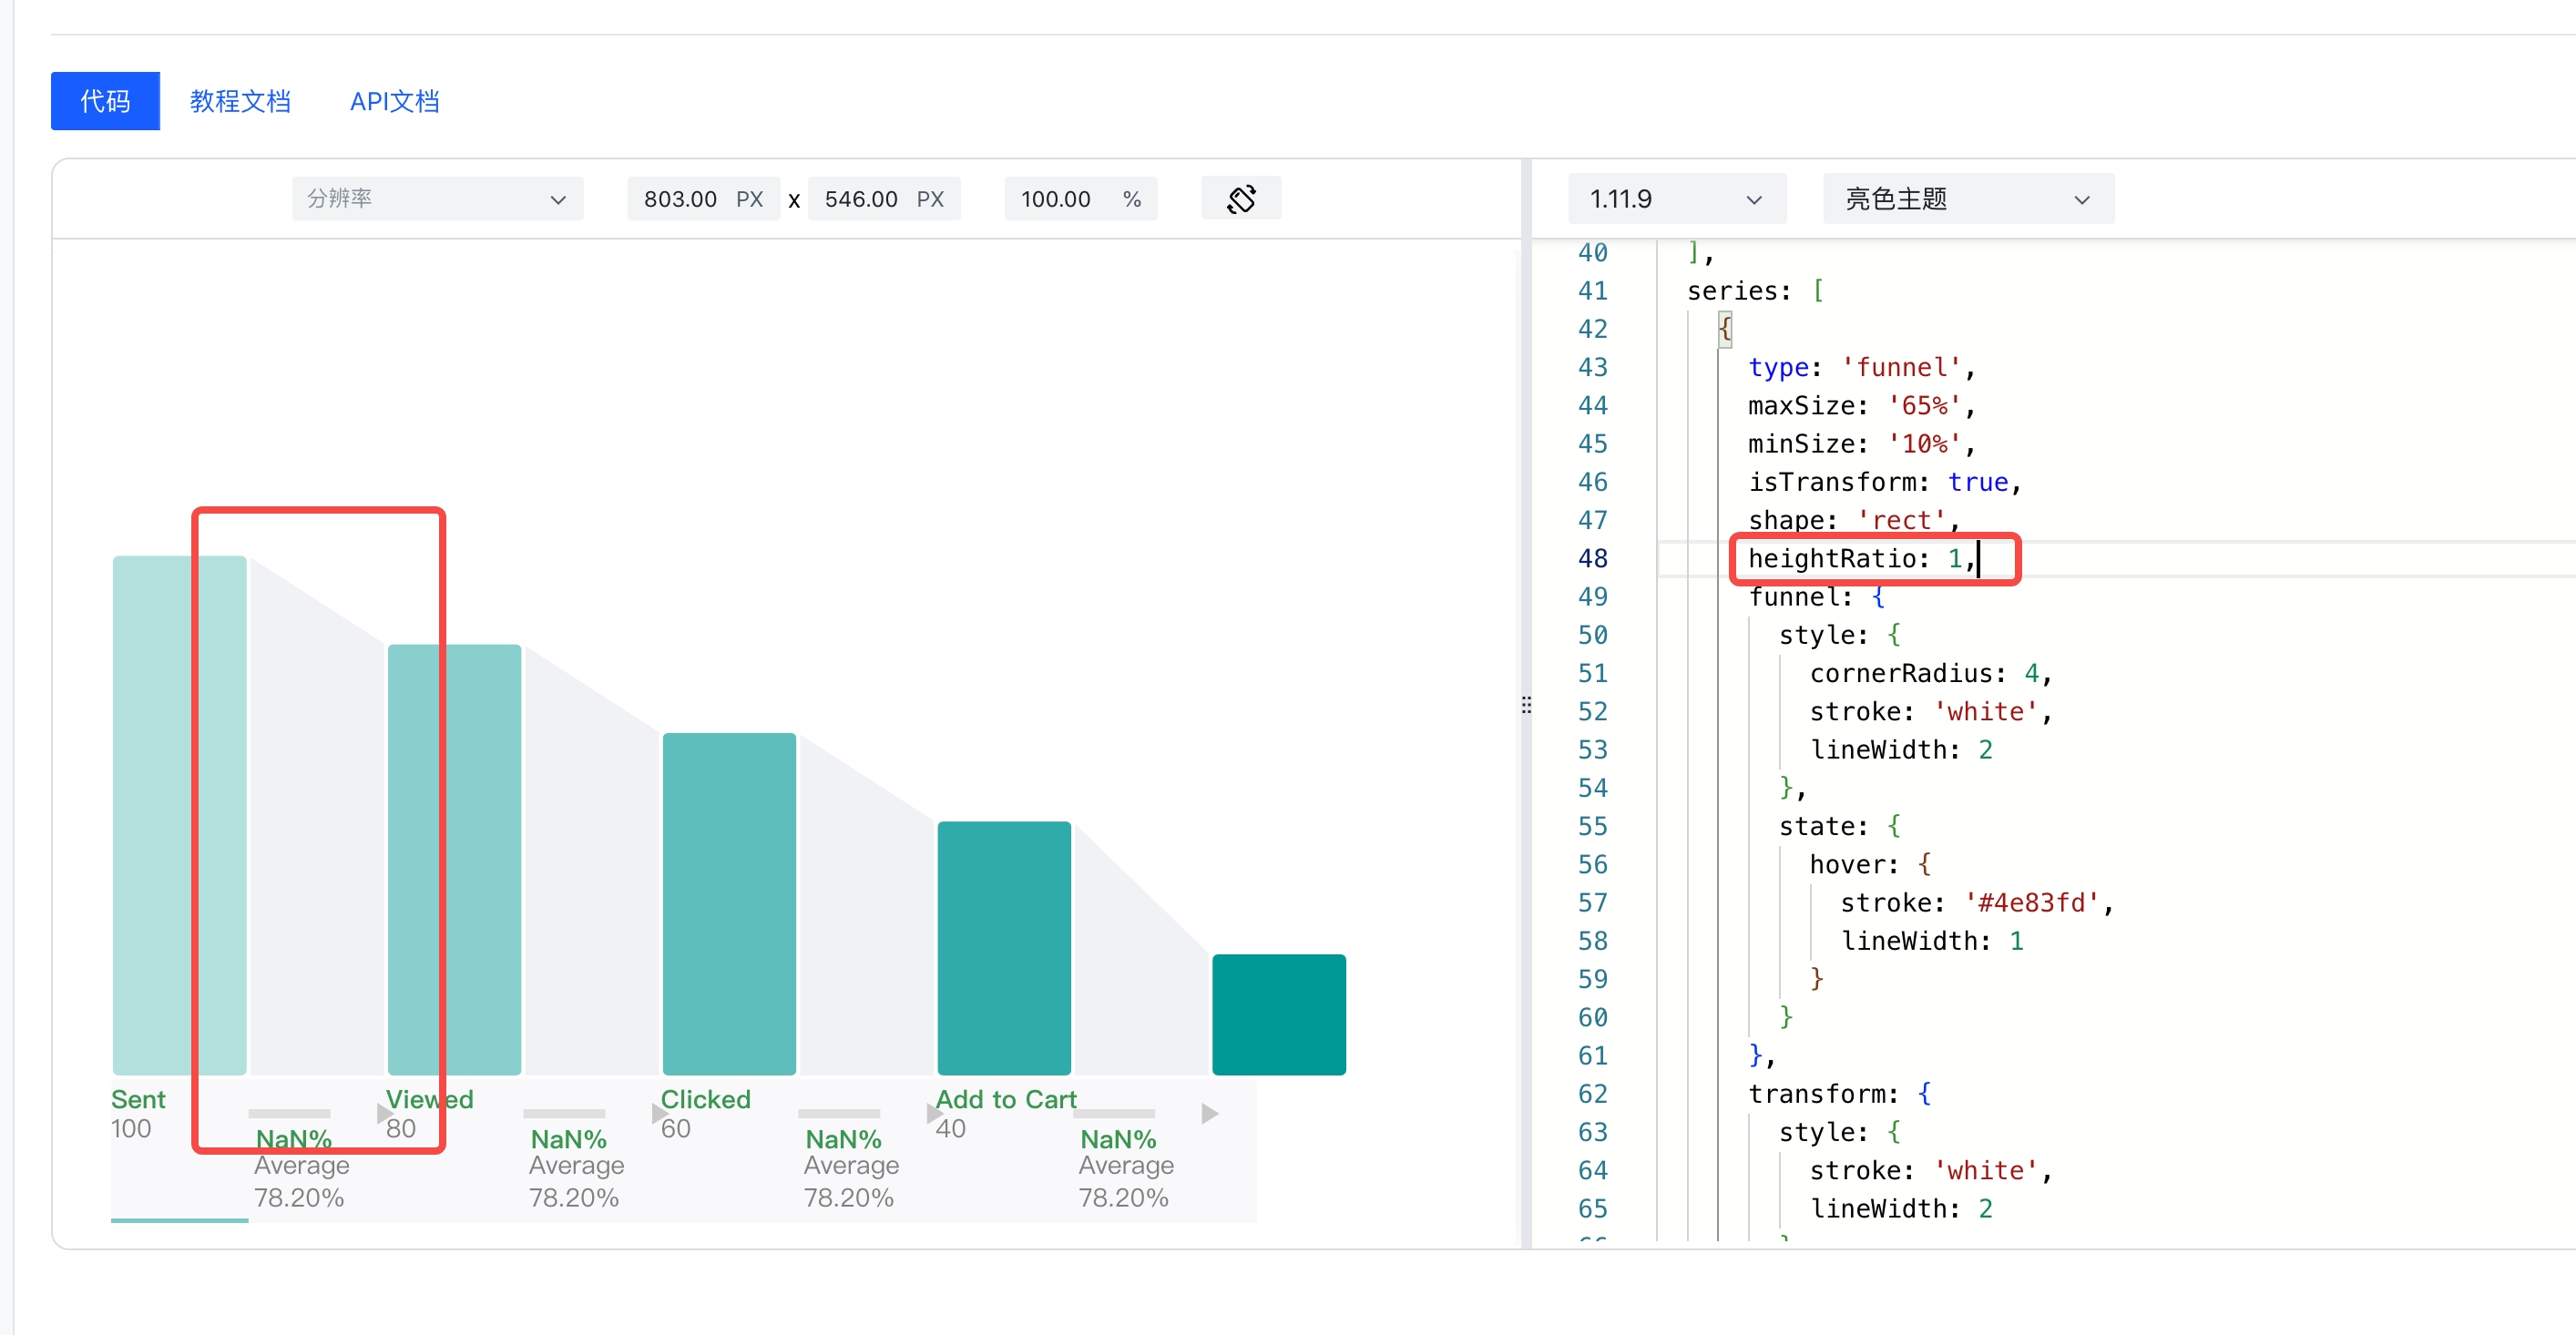 代码 教程文档 API文档
分辨率 803.00 PX x 546.00 PX 100.00 %
1.11.9 亮色主题
Sent Viewed Clicked Add to Cart
100 80 60 40
NaN% NaN% NaN% NaN%
Average Average Average Average
78.20% 78.20% 78.20% 78.20%
40 ],
41 series: [
42 {
43 type: 'funnel',
44 maxSize: '65%',
45 minSize: '10%',
46 isTransform: true,
47 shape: 'rect',
48 heightRatio: 1,
49 funnel: {
50 style: {
51 cornerRadius: 4,
52 stroke: 'white',
53 lineWidth: 2
54 },
55 state: {
56 hover: {
57 stroke: '#4e83fd',
58 lineWidth: 1
59 }
60 }
61 },
62 transform: {
63 style: {
64 stroke: 'white',
65 lineWidth: 2